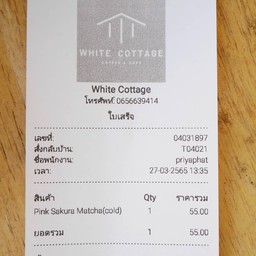 WHITE COTTAGE
COFFEE & CAFE
White Cottage
โทรศัพท์: 0656639414
ใบเสร็จ
เลขที่: 04031897
สั่งกลับบ้าน: T04021
ชื่อพนักงาน: priyaphat
เวลา: 27-03-2565 13:35
สินค้า Qty ราคารวม
Pink Sakura Matcha(cold) 1 55.00
ยอดรวม 1 55.00